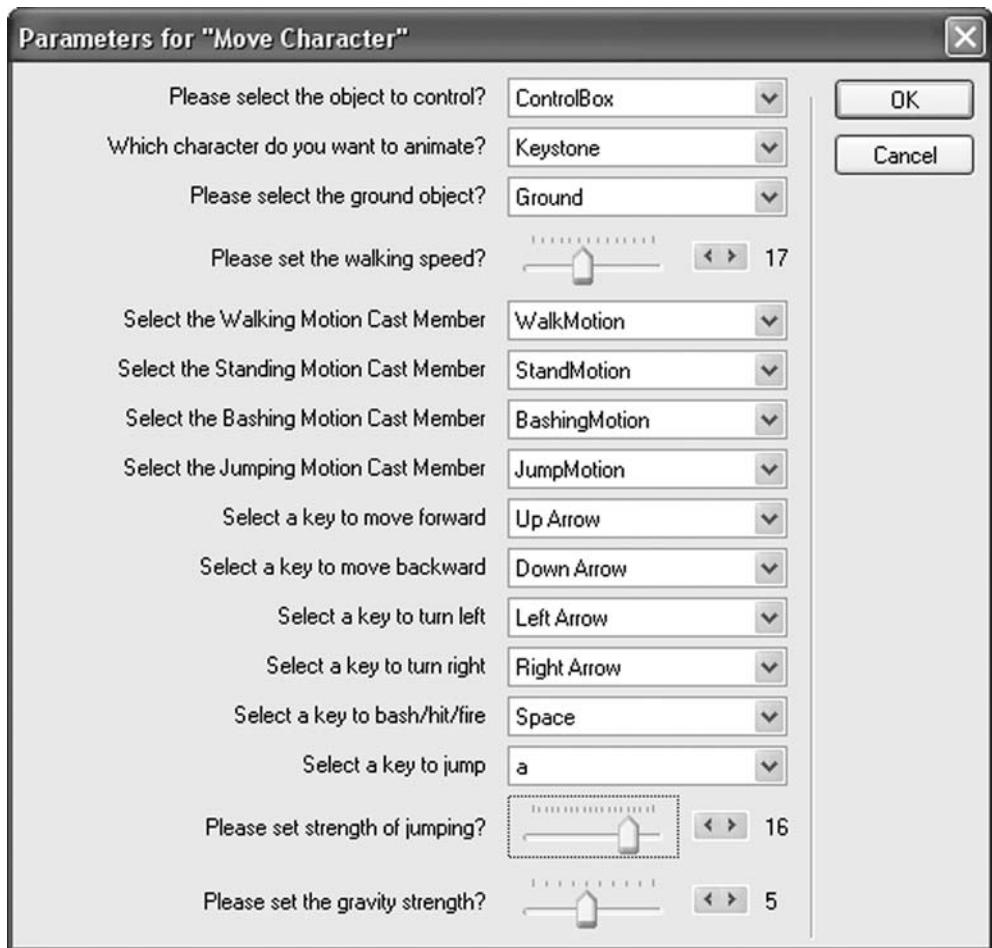 Parameters for "Move Character"
Please select the object to control? ControlBox OK
Which character do you want to animate? Keystone Cancel
Please select the ground object? Ground
Please set the walking speed? 17
Select the Walking Motion Cast Member WalkMotion
Select the Standing Motion Cast Member StandMotion
Select the Bashing Motion Cast Member BashingMotion
Select the Jumping Motion Cast Member JumpMotion
Select a key to move forward Up Arrow
Select a key to move backward Down Arrow
Select a key to turn left Left Arrow
Select a key to turn right Right Arrow
Select a key to bash/hit/fire Space
Select a key to jump a
Please set strength of jumping? 16
Please set the gravity strength? 5